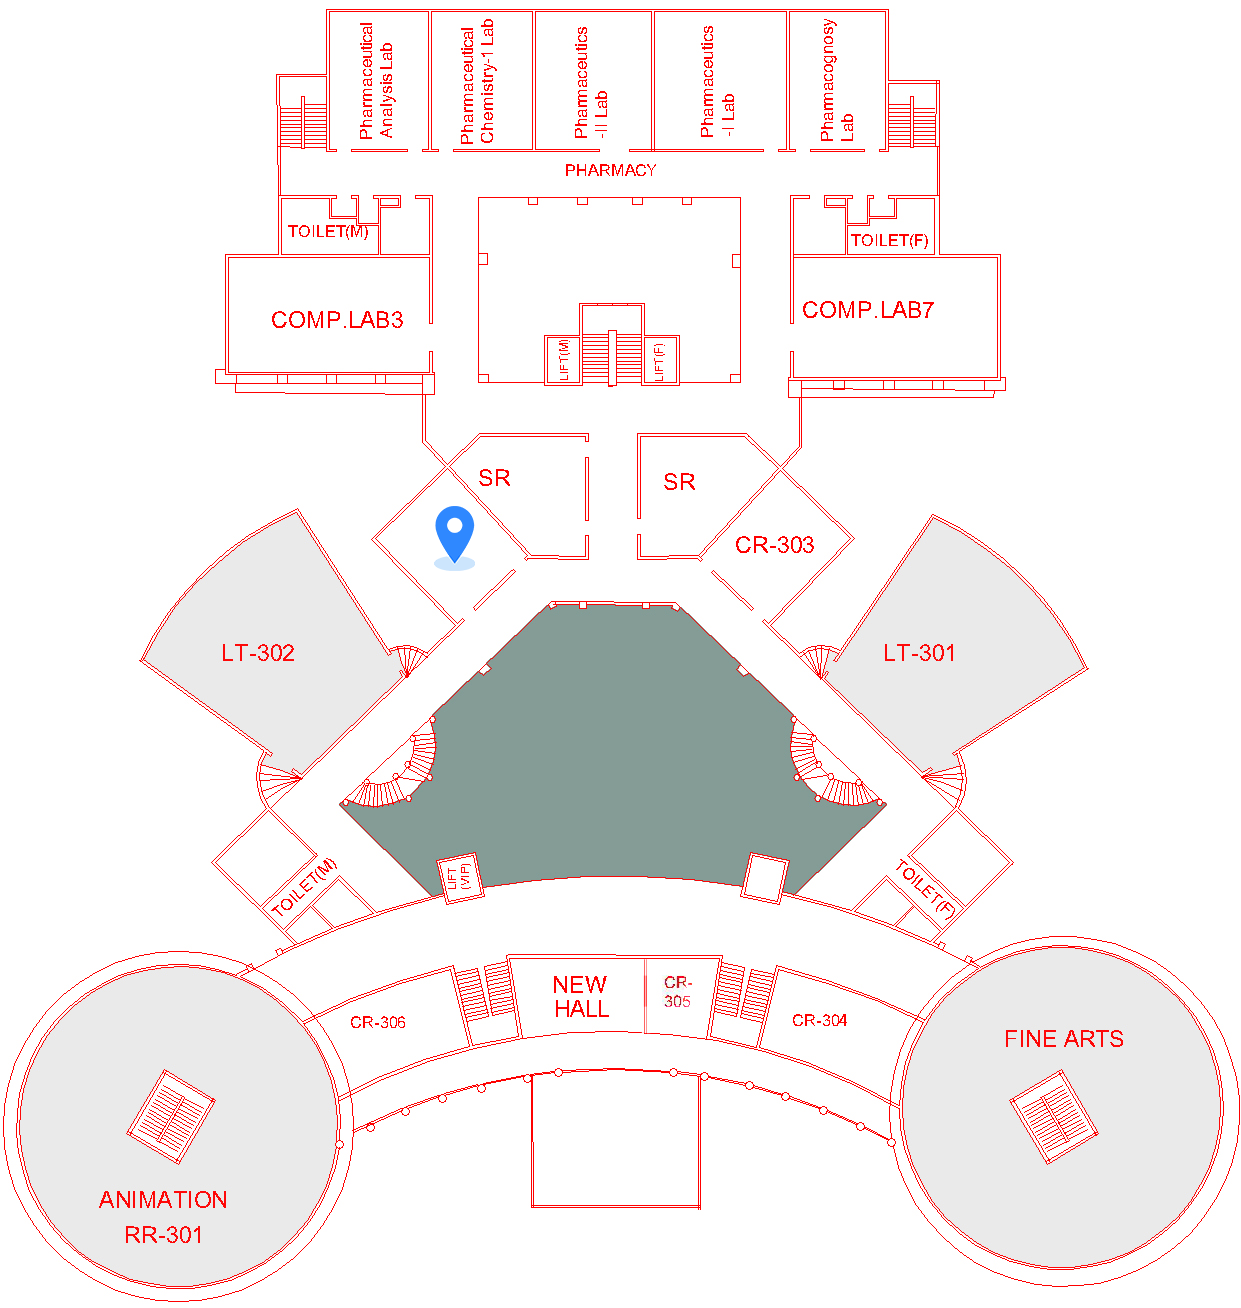 Pharmaceutical
Analysis Lab
Pharmaceutical
Chemistry-1 Lab
Pharmaceutics
-II Lab
Pharmaceutics
-I Lab
Pharmacognosy
Lab
PHARMACY
TOILET(M)
TOILET(F)
COMP.LAB3
COMP.LAB7
LIFT(M)
LIFT(F)
SR
SR
CR-303
LT-302
LT-301
LIFT
(VIP)
TOILET(M)
TOILET(F)
NEW
HALL
CR-
305
CR-306
CR-304
FINE ARTS
ANIMATION
RR-301